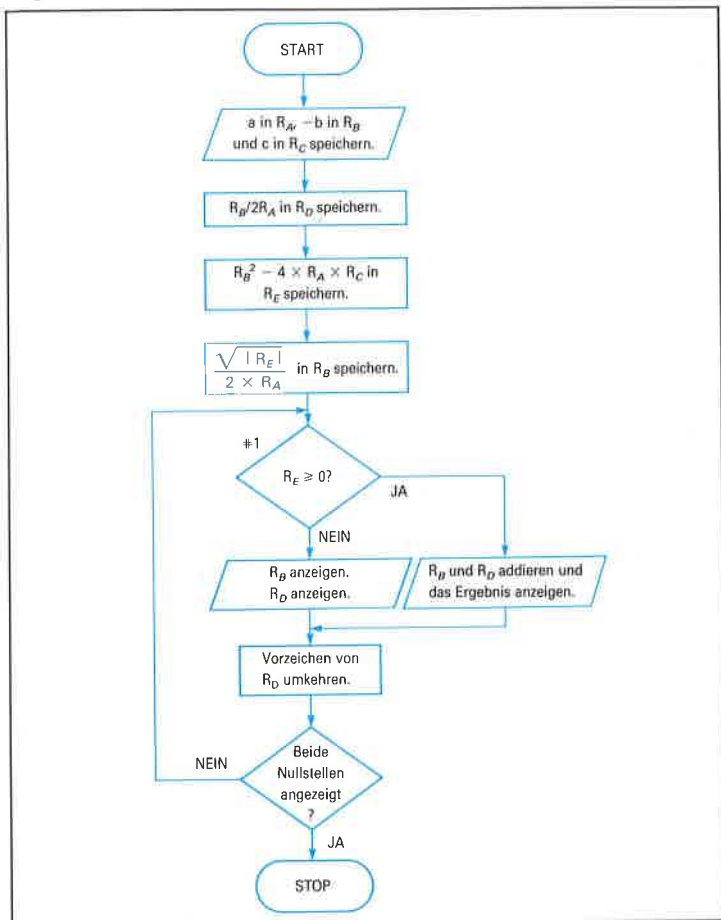 START
a in R_A, −b in R_B
und c in R_C speichern.
R_B/2R_A in R_D speichern.
R_B² − 4 × R_A × R_C in
R_E speichern.
√|R_E|
2 × R_A
in R_B speichern.
#1
R_E ≥ 0?
JA
NEIN
R_B anzeigen.
R_D anzeigen.
R_B und R_D addieren und
das Ergebnis anzeigen.
Vorzeichen von
R_D umkehren.
NEIN
Beide
Nullstellen
angezeigt
?
JA
STOP